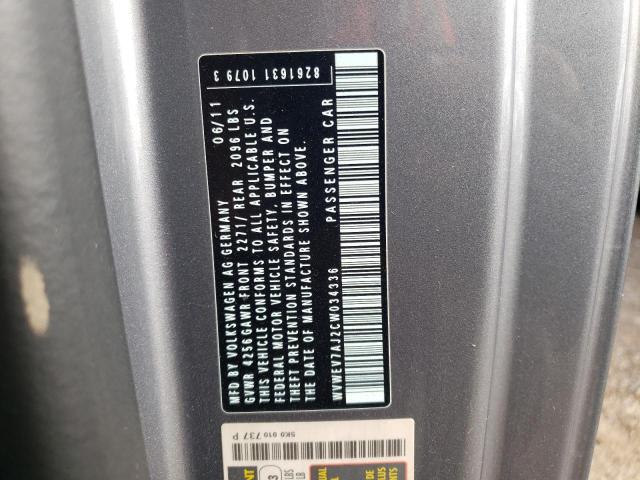 MFD BY VOLKSWAGEN AG GERMANY 06/11
GVWR 4256 GAWR FRONT 2271/ REAR 2096 LBS
THIS VEHICLE CONFORMS TO ALL APPLICABLE U.S.
FEDERAL MOTOR VEHICLE SAFETY, BUMPER AND
THEFT PREVENTION STANDARDS IN EFFECT ON
THE DATE OF MANUFACTURE SHOWN ABOVE.
WVWEV7AJ2CW034336 PASSENGER CAR
8261631 1079 3
5K0 010 737 P